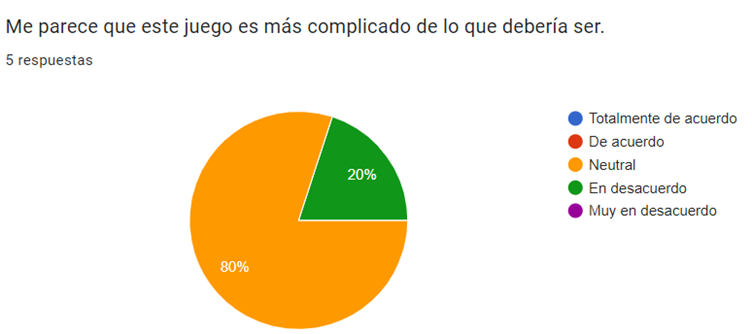 Me parece que este juego es más complicado de lo que debería ser.
5 respuestas
20%
80%
Totalmente de acuerdo
De acuerdo
Neutral
En desacuerdo
Muy en desacuerdo